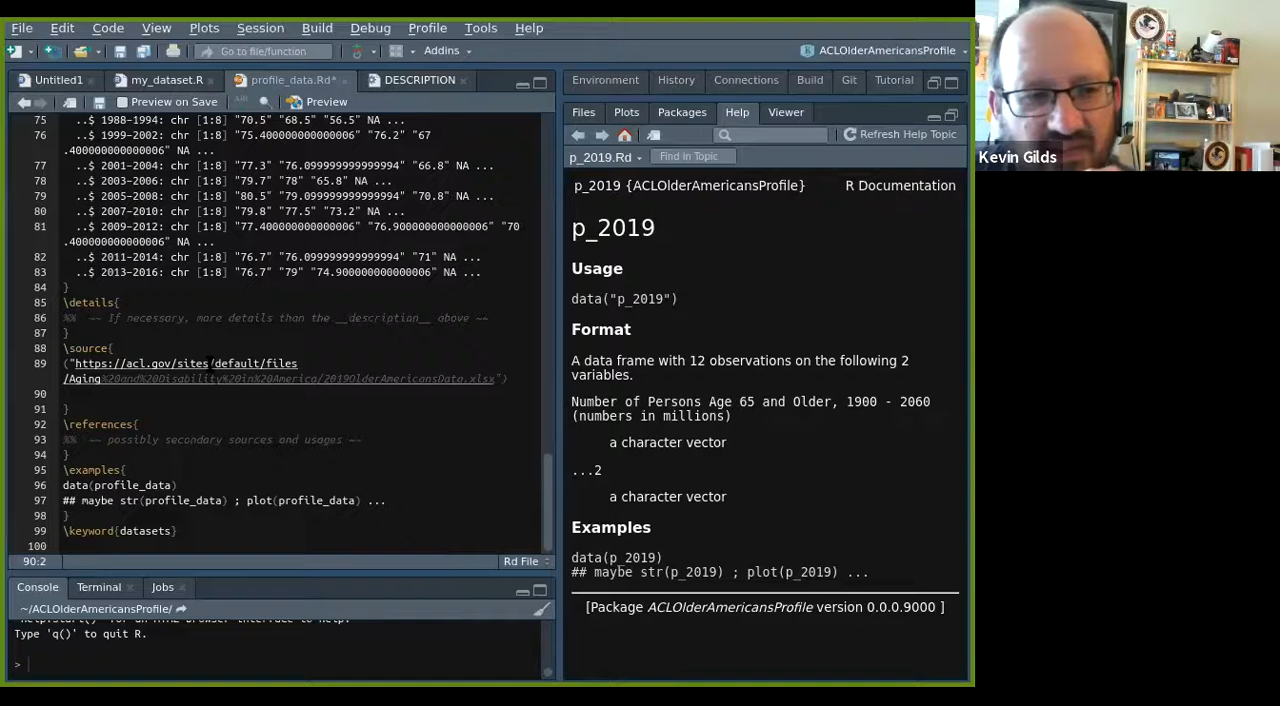 File Edit Code View Plots Session Build Debug Profile Tools Help
Go to file/function Addins ACLOlderAmericansProfile
Untitled1 my_dataset.R profile_data.Rd* DESCRIPTION
Preview on Save ABC Preview
75 ..$ 1988-1994: chr [1:8] "70.5" "68.5" "56.5" NA ...
76 ..$ 1999-2002: chr [1:8] "75.400000000000006" "76.2" "67
.400000000000006" NA ...
77 ..$ 2001-2004: chr [1:8] "77.3" "76.099999999999994" "66.8" NA ...
78 ..$ 2003-2006: chr [1:8] "79.7" "78" "65.8" NA ...
79 ..$ 2005-2008: chr [1:8] "80.5" "79.099999999999994" "70.8" NA ...
80 ..$ 2007-2010: chr [1:8] "79.8" "77.5" "73.2" NA ...
81 ..$ 2009-2012: chr [1:8] "77.400000000000006" "76.900000000000006" "70
.400000000000006" NA ...
82 ..$ 2011-2014: chr [1:8] "76.7" "76.099999999999994" "71" NA ...
83 ..$ 2013-2016: chr [1:8] "76.7" "79" "74.900000000000006" NA ...
84 }
85 \details{
86 %% ~~ If necessary, more details than the __description__ above ~~
87 }
88 \source{
89 ("https://acl.gov/sites/default/files
/Aging%20and%20Disability%20in%20America/2019OlderAmericansData.xlsx")
90
91 }
92 \references{
93 %% ~~ possibly secondary sources and usages ~~
94 }
95 \examples{
96 data(profile_data)
97 ## maybe str(profile_data) ; plot(profile_data) ...
98 }
99 \keyword{datasets}
100
90:2 Rd File
Console Terminal Jobs
~/ACLOlderAmericansProfile/
'help.start()' for an HTML browser interface to help.
Type 'q()' to quit R.
>
Environment History Connections Build Git Tutorial
Files Plots Packages Help Viewer
Refresh Help Topic
p_2019.Rd Find in Topic
p_2019 {ACLOlderAmericansProfile} R Documentation
p_2019
Usage
data("p_2019")
Format
A data frame with 12 observations on the following 2
variables.
Number of Persons Age 65 and Older, 1900 - 2060
(numbers in millions)
a character vector
...2
a character vector
Examples
data(p_2019)
## maybe str(p_2019) ; plot(p_2019) ...
[Package ACLOlderAmericansProfile version 0.0.0.9000 ]
Kevin Gilds